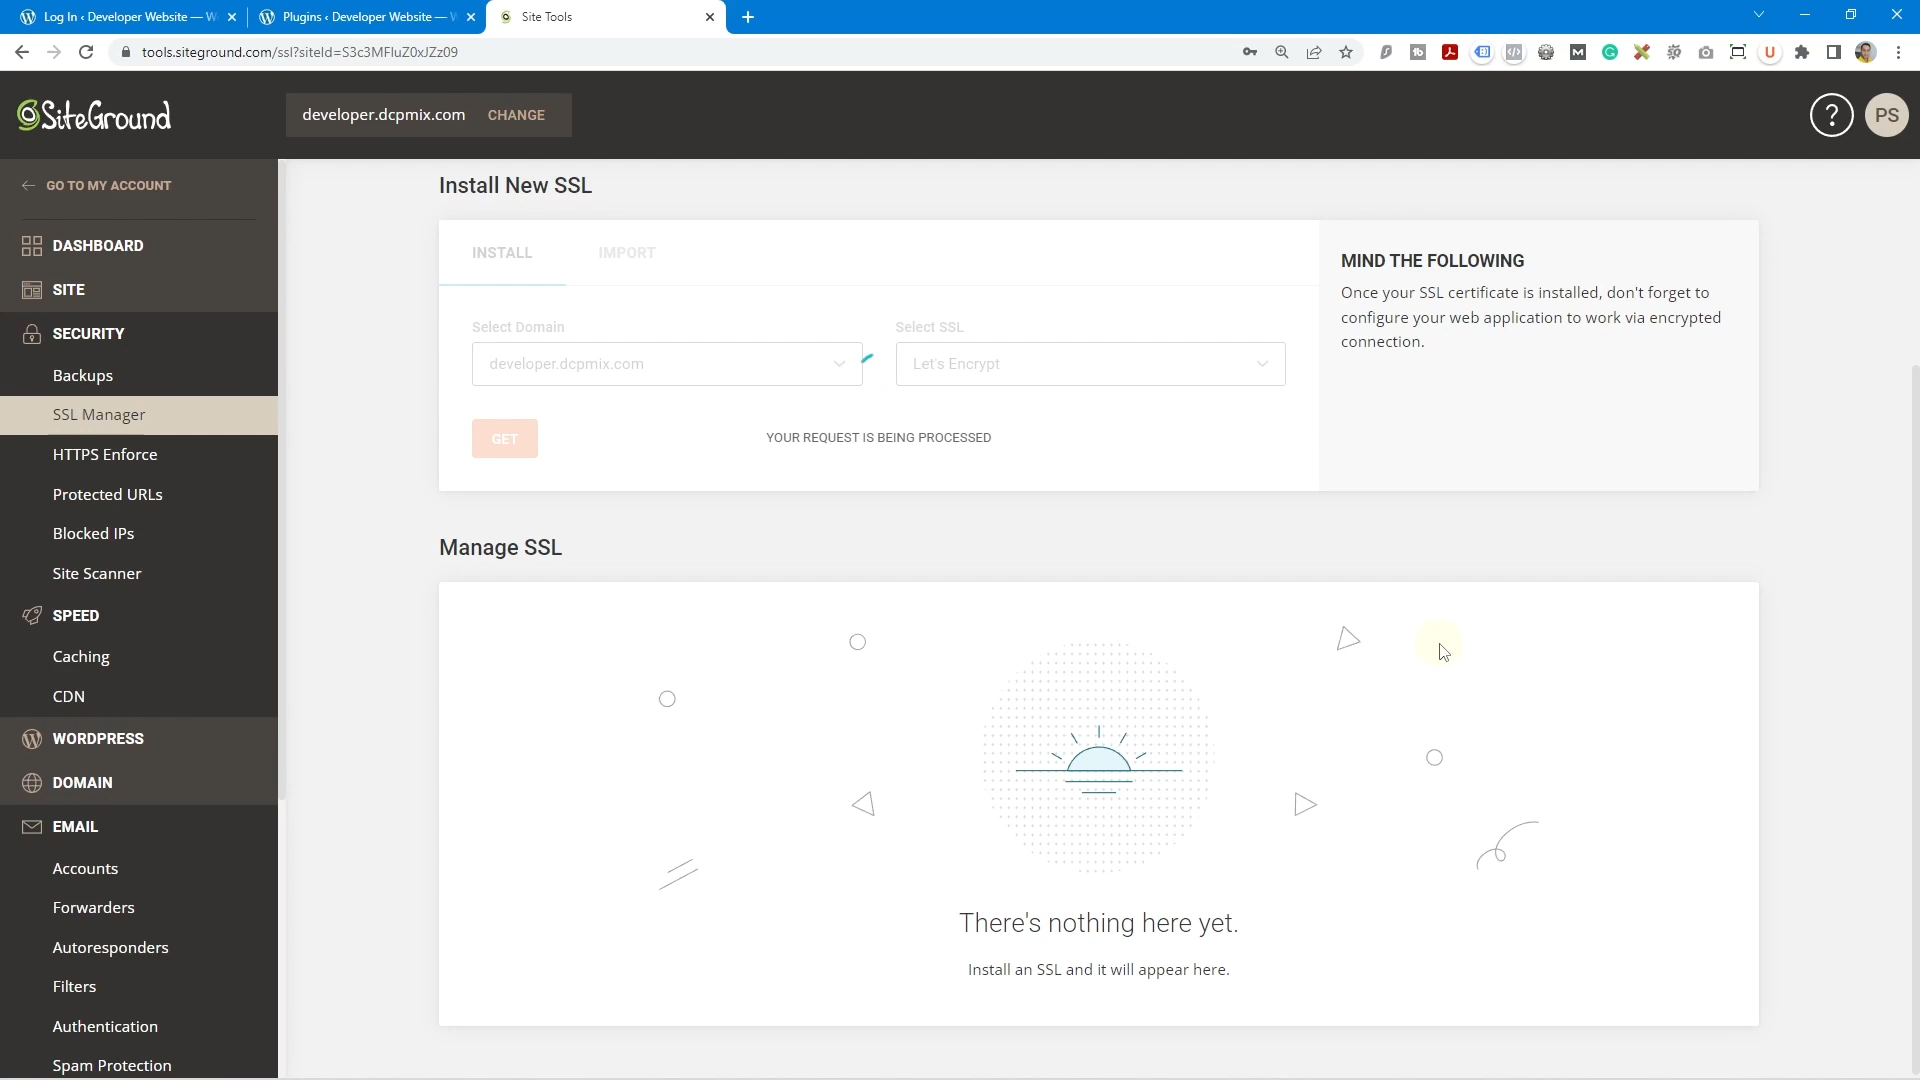 Log In ‹ Developer Website — W
Plugins ‹ Developer Website — W
Site Tools
tools.siteground.com/ssl?siteId=S3c3MFIuZ0xJZz09
SiteGround
developer.dcpmix.com
CHANGE
?
PS
GO TO MY ACCOUNT
DASHBOARD
SITE
SECURITY
Backups
SSL Manager
HTTPS Enforce
Protected URLs
Blocked IPs
Site Scanner
SPEED
Caching
CDN
WORDPRESS
DOMAIN
EMAIL
Accounts
Forwarders
Autoresponders
Filters
Authentication
Spam Protection
Install New SSL
INSTALL
IMPORT
Select Domain
developer.dcpmix.com
Select SSL
Let's Encrypt
GET
YOUR REQUEST IS BEING PROCESSED
MIND THE FOLLOWING
Once your SSL certificate is installed, don't forget to
configure your web application to work via encrypted
connection.
Manage SSL
There's nothing here yet.
Install an SSL and it will appear here.